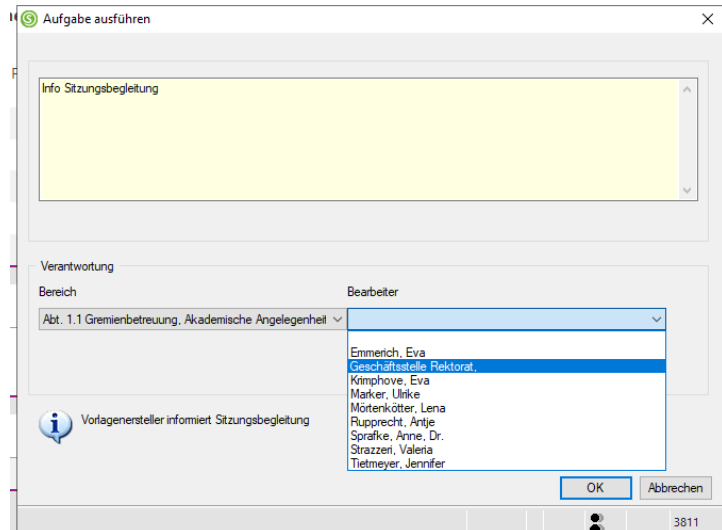 Aufgabe ausführen
Info Sitzungsbegleitung
Verantwortung
Bereich
Bearbeiter
Abt. 1.1 Gremienbetreuung, Akademische Angelegenheit
Emmerich, Eva
Geschäftsstelle Rektorat,
Krimphove, Eva
Marker, Ulrike
Mörtenkötter, Lena
Rupprecht, Antje
Sprafke, Anne, Dr.
Strazzeri, Valeria
Tietmeyer, Jennifer
Vorlagenersteller informiert Sitzungsbegleitung
OK
Abbrechen
3811